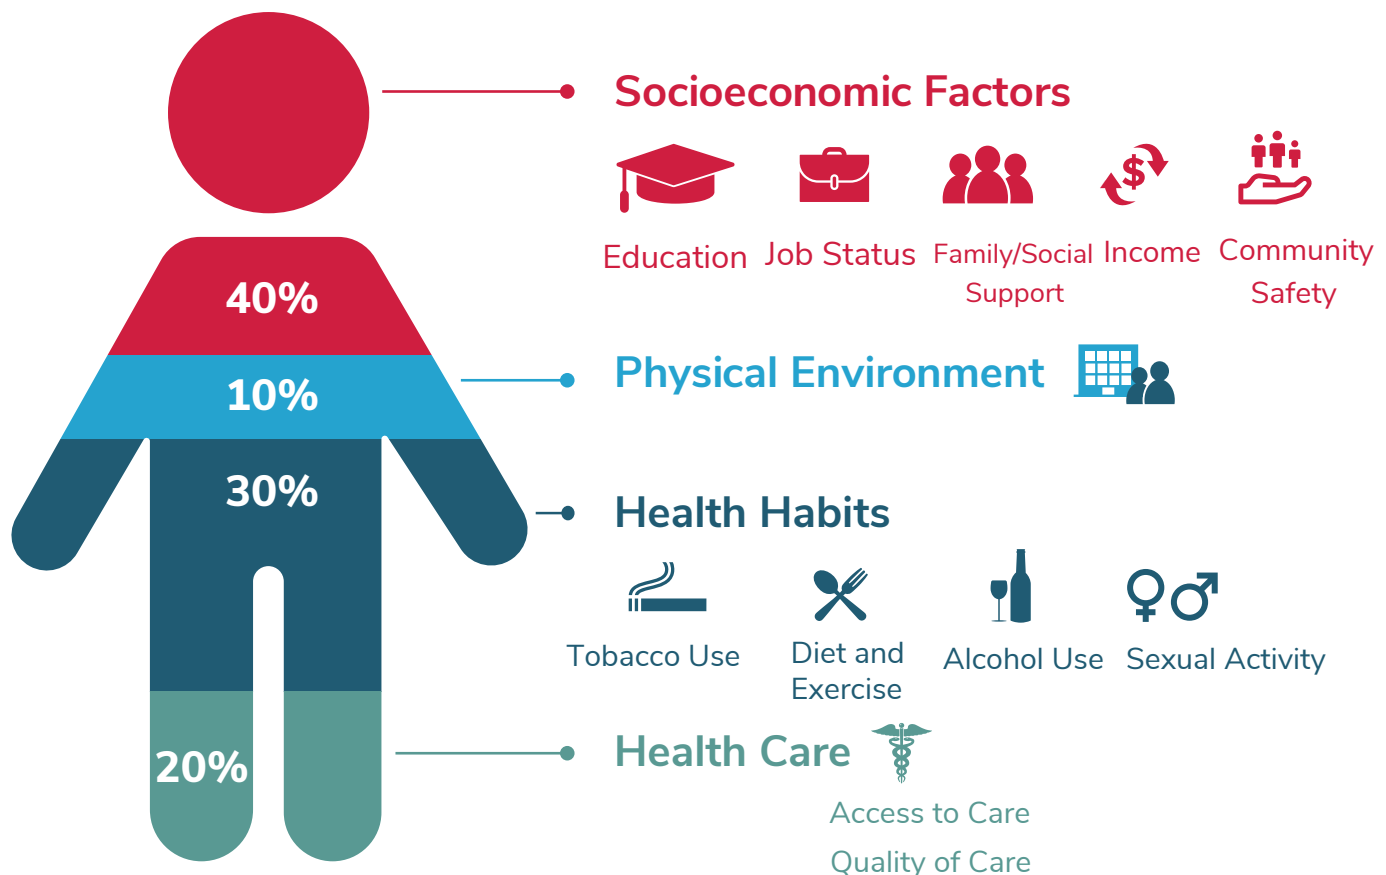 Socioeconomic Factors
Education
Job Status
Family/Social
Support
Income
Community
Safety
40%
Physical Environment
10%
30%
Health Habits
Tobacco Use
Diet and
Exercise
Alcohol Use
Sexual Activity
20%
Health Care
Access to Care
Quality of Care